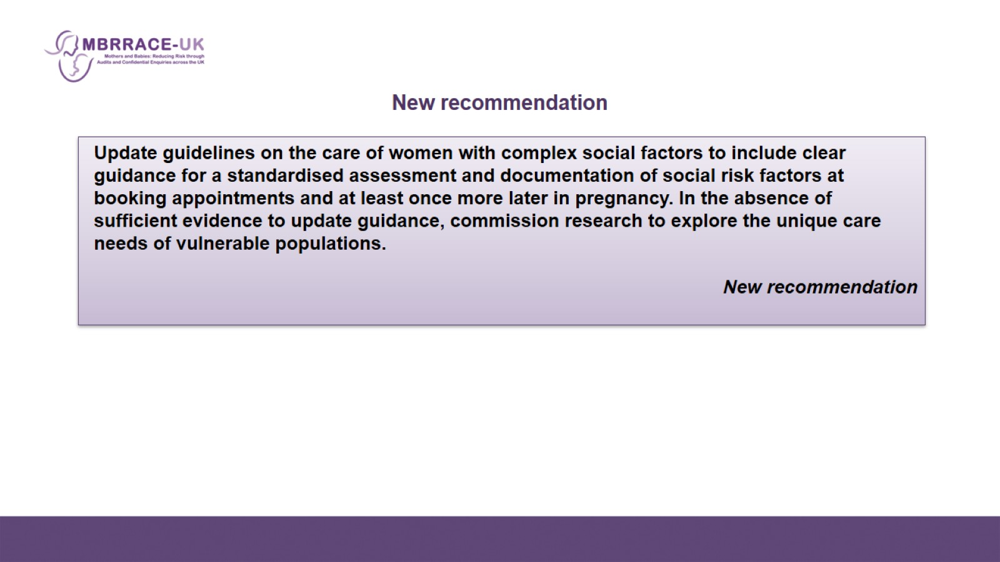 MBRRACE-UK
Mothers and Babies: Reducing Risk through
Audits and Confidential Enquiries across the UK
New recommendation
Update guidelines on the care of women with complex social factors to include clear
guidance for a standardised assessment and documentation of social risk factors at
booking appointments and at least once more later in pregnancy. In the absence of
sufficient evidence to update guidance, commission research to explore the unique care
needs of vulnerable populations.
New recommendation